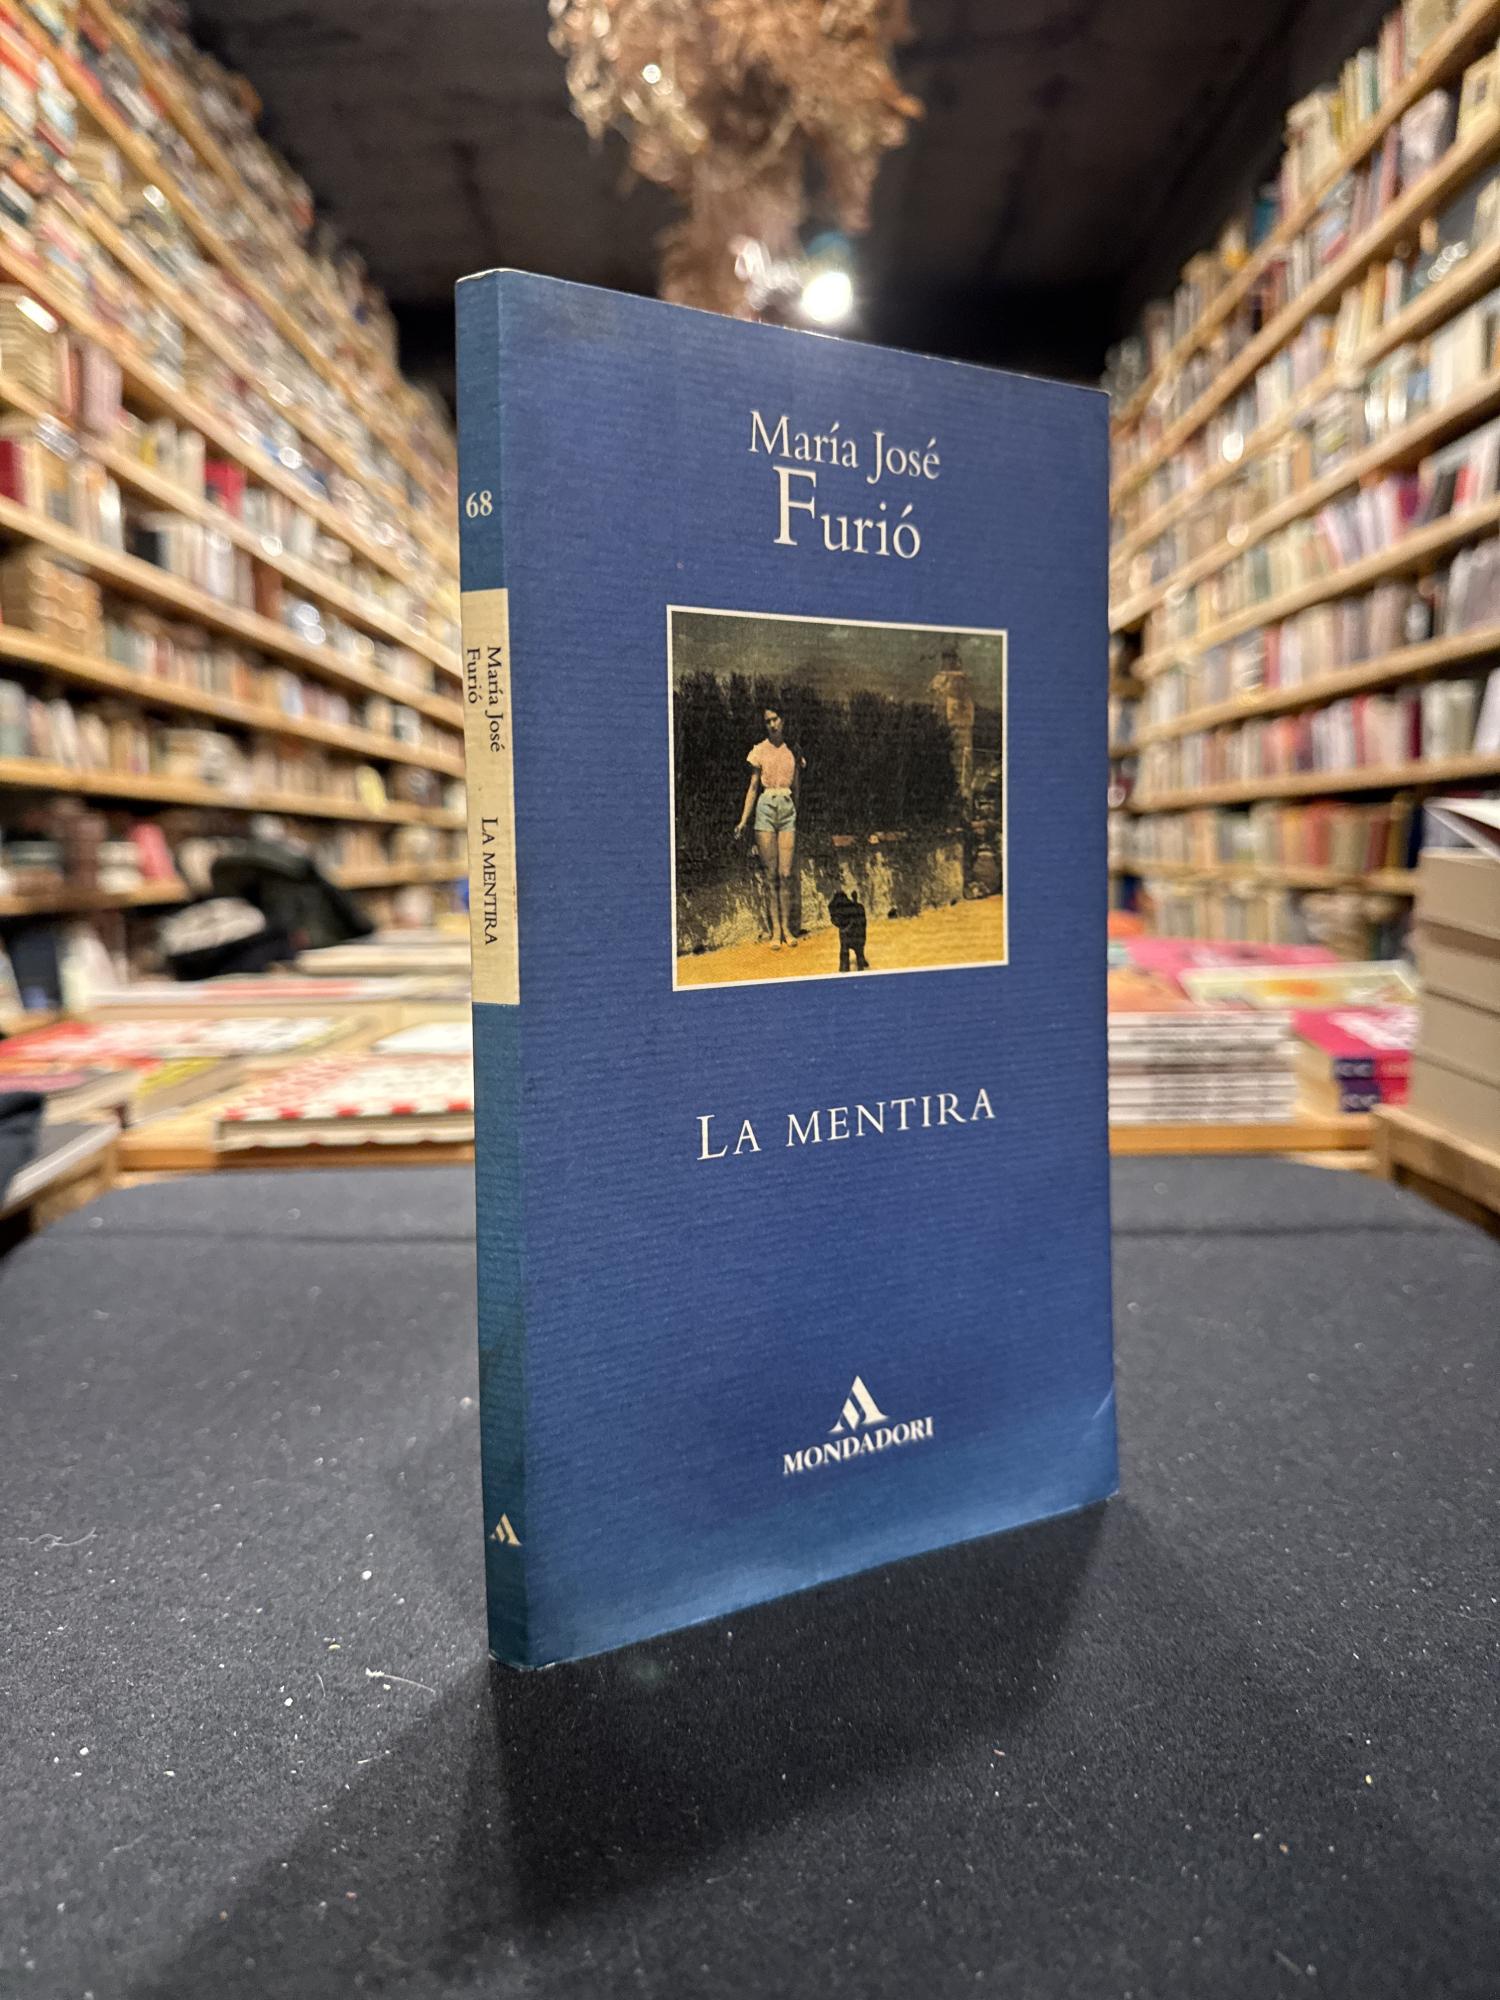 María José
Furió
LA MENTIRA
MONDADORI
68
María José
Furió
LA MENTIRA